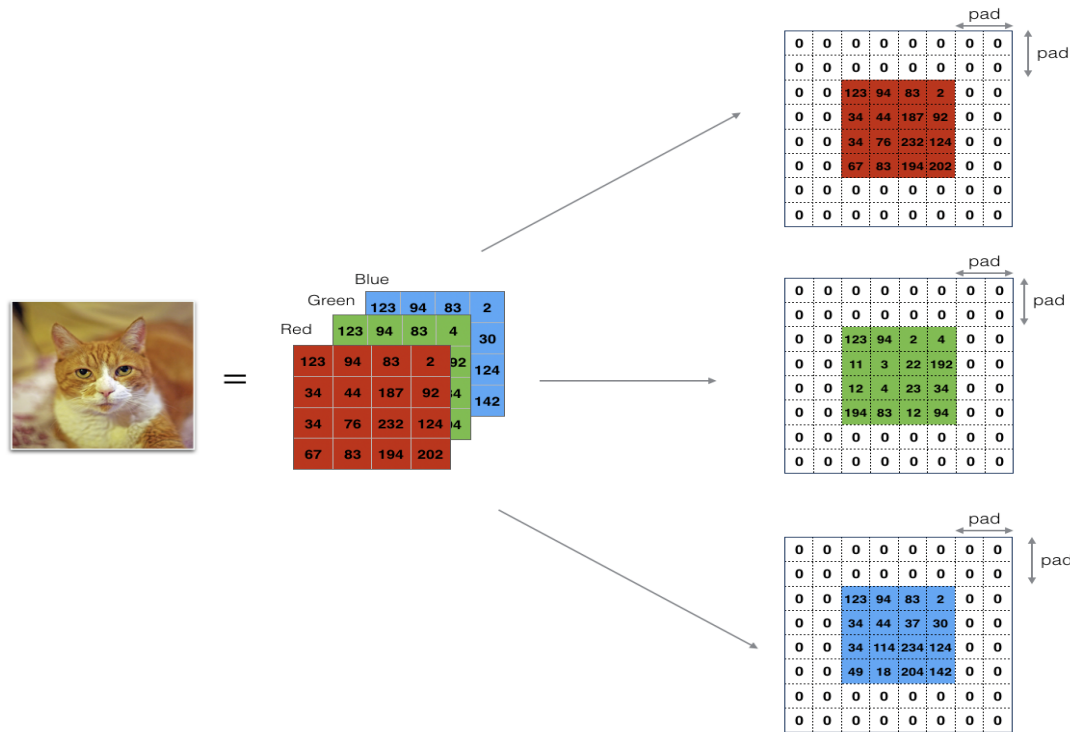 pad
0 0 0 0 0 0 0 0
pad
0 0 0 0 0 0 0 0
0 0 123 94 83 2 0 0
0 0 34 44 187 92 0 0
0 0 34 76 232 124 0 0
0 0 67 83 194 202 0 0
0 0 0 0 0 0 0 0
0 0 0 0 0 0 0 0
Blue
123 94 83 2
30
124
142
Green
123 94 83 4
92
34
94
Red
123 94 83 2
34 44 187 92
34 76 232 124
67 83 194 202
=
pad
0 0 0 0 0 0 0 0
pad
0 0 0 0 0 0 0 0
0 0 123 94 2 4 0 0
0 0 11 3 22 192 0 0
0 0 12 4 23 34 0 0
0 0 194 83 12 94 0 0
0 0 0 0 0 0 0 0
0 0 0 0 0 0 0 0
pad
0 0 0 0 0 0 0 0
pad
0 0 0 0 0 0 0 0
0 0 123 94 83 2 0 0
0 0 34 44 37 30 0 0
0 0 34 114 234 124 0 0
0 0 49 18 204 142 0 0
0 0 0 0 0 0 0 0
0 0 0 0 0 0 0 0